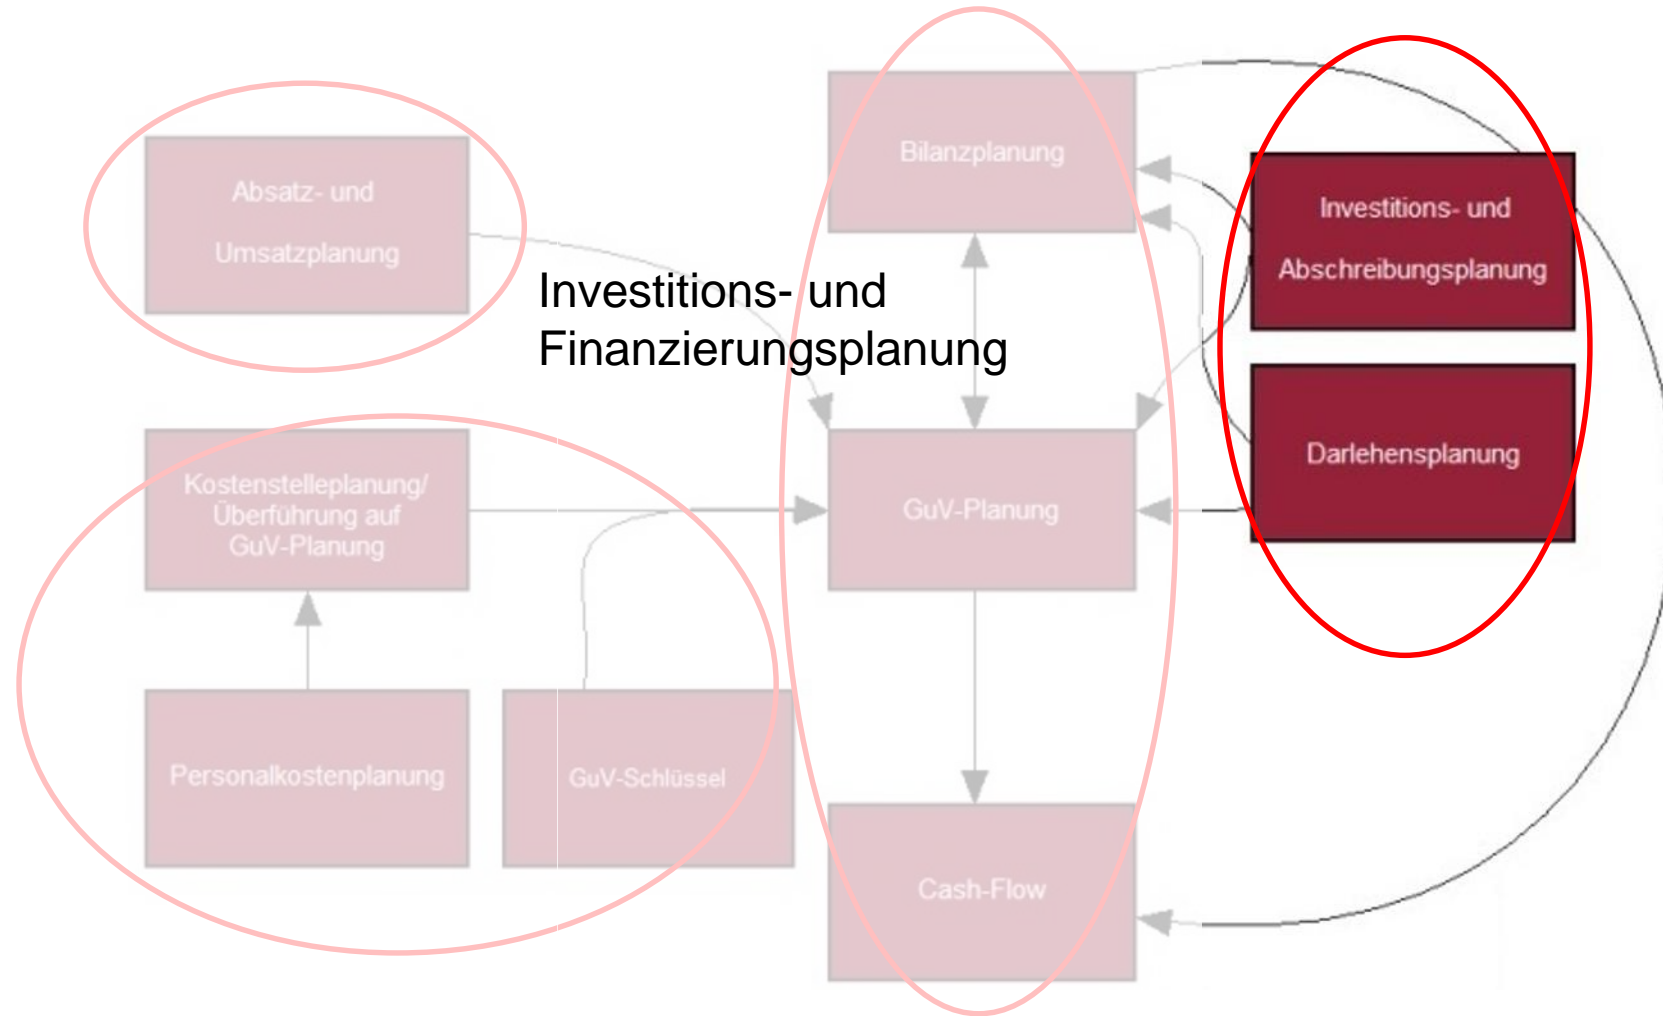 Bilanzplanung
Absatz- und
Umsatzplanung
Investitions- und
Abschreibungsplanung
Investitions- und
Finanzierungsplanung
Darlehensplanung
Kostenstelleplanung/
Überführung auf
GuV-Planung
GuV-Planung
Personalkostenplanung
GuV-Schlüssel
Cash-Flow